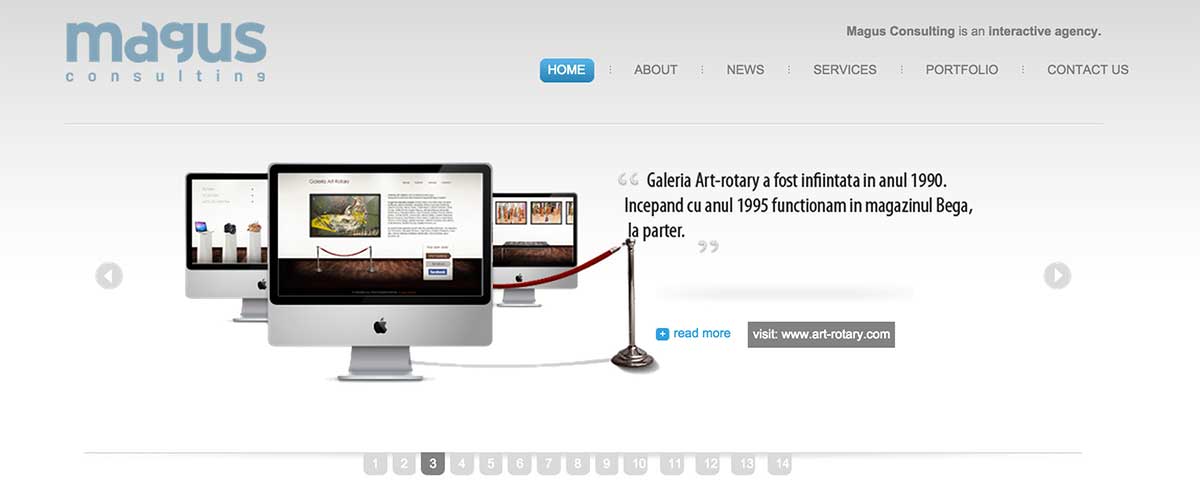 magus
consulting
Magus Consulting is an interactive agency.
HOME
ABOUT
NEWS
SERVICES
PORTFOLIO
CONTACT US
Galeria Art Rotary
facebook
“ Galeria Art-rotary a fost infiintata in anul 1990.
Incepand cu anul 1995 functionam in magazinul Bega,
la parter. ”
+ read more
visit: www.art-rotary.com
1 2 3 4 5 6 7 8 9 10 11 12 13 14